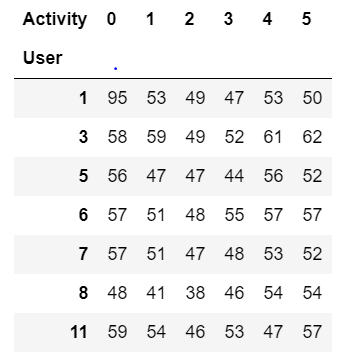 Activity 0 1 2 3 4 5
User
1 95 53 49 47 53 50
3 58 59 49 52 61 62
5 56 47 47 44 56 52
6 57 51 48 55 57 57
7 57 51 47 48 53 52
8 48 41 38 46 54 54
11 59 54 46 53 47 57